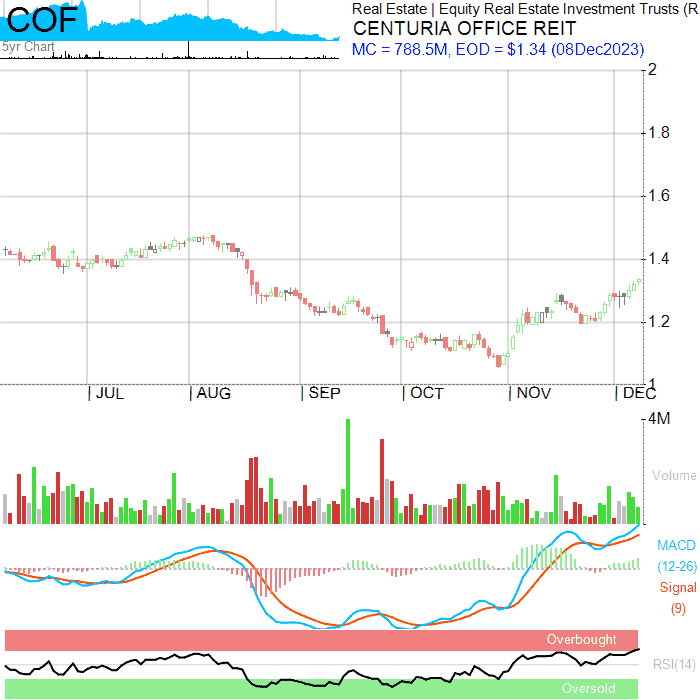 COF
5yr Chart
Real Estate | Equity Real Estate Investment Trusts (R
CENTURIA OFFICE REIT
MC = 788.5M, EOD = $1.34 (08Dec2023)
2
1.8
1.6
1.4
1.2
1
JUL AUG SEP OCT NOV DEC
4M
Volume
MACD
(12-26)
Signal
(9)
Overbought
RSI(14)
Oversold